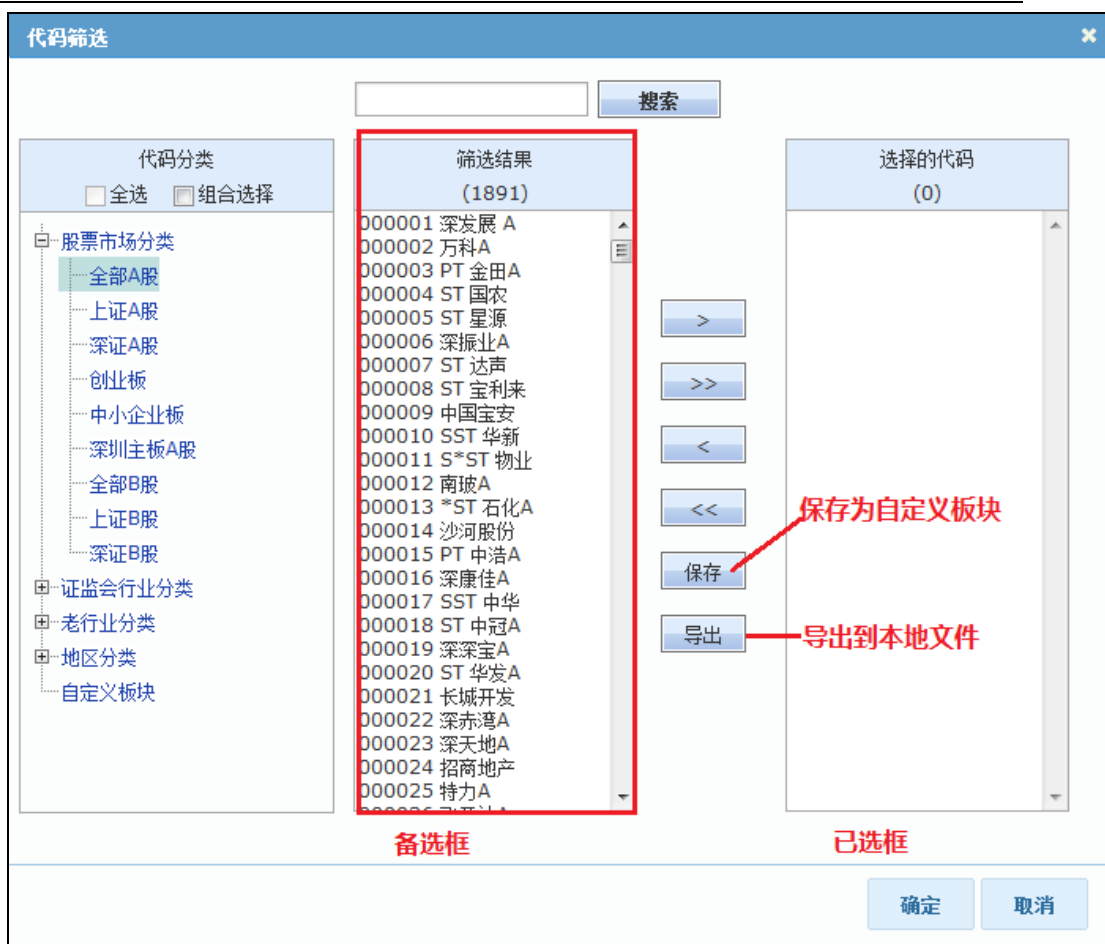 代码筛选
搜索
代码分类
全选 组合选择
股票市场分类
全部A股
上证A股
深证A股
创业板
中小企业板
深圳主板A股
全部B股
上证B股
深证B股
证监会行业分类
老行业分类
地区分类
自定义板块
筛选结果
(1891)
000001 深发展 A
000002 万科A
000003 PT 金田A
000004 ST 国农
000005 ST 星源
000006 深振业A
000007 ST 达声
000008 ST 宝利来
000009 中国宝安
000010 SST 华新
000011 S*ST 物业
000012 南玻A
000013 *ST 石化A
000014 沙河股份
000015 PT 中浩A
000016 深康佳A
000017 SST 中华
000018 ST 中冠A
000019 深深宝A
000020 ST 华发A
000021 长城开发
000022 深赤湾A
000023 深天地A
000024 招商地产
000025 特力A
备选框
>
>>
<
<<
保存
导出
保存为自定义板块
导出到本地文件
选择的代码
(0)
已选框
确定 取消